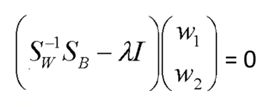 (S_W^{-1} S_B − λI) (w_1 w_2) = 0